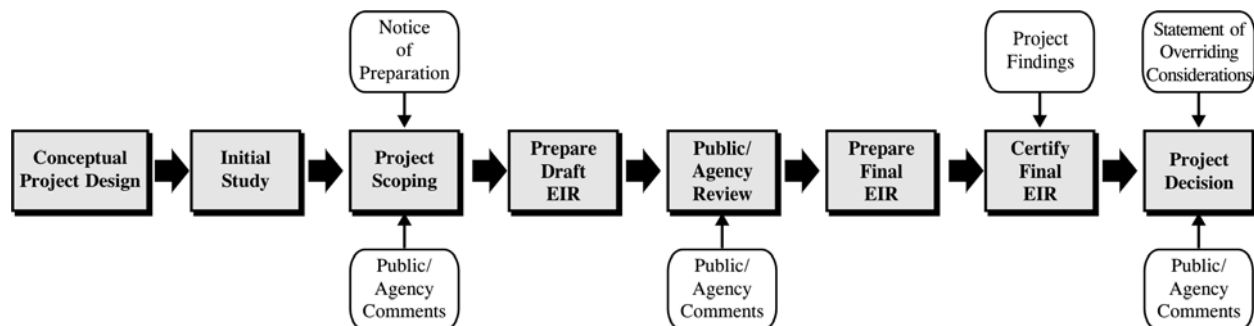 Notice
of
Preparation
Project
Findings
Statement of
Overriding
Considerations
Conceptual
Project Design
Initial
Study
Project
Scoping
Prepare
Draft
EIR
Public/
Agency
Review
Prepare
Final
EIR
Certify
Final
EIR
Project
Decision
Public/
Agency
Comments
Public/
Agency
Comments
Public/
Agency
Comments